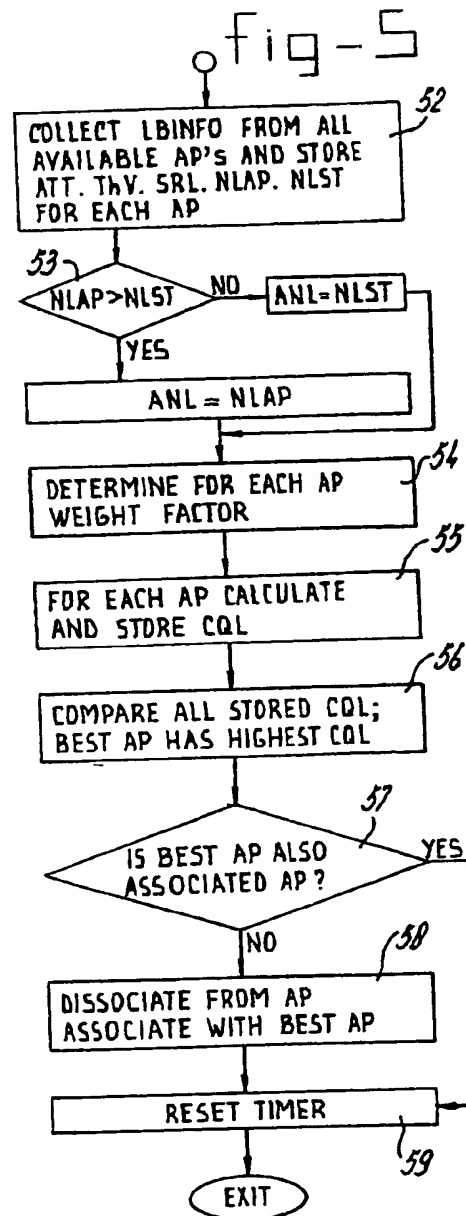 fig-5
52
COLLECT LBINFO FROM ALL
AVAILABLE AP's AND STORE
ATT. ThV. SRL. NLAP. NLST
FOR EACH AP
53
NLAP>NLST
NO
ANL=NLST
YES
ANL = NLAP
54
DETERMINE FOR EACH AP
WEIGHT FACTOR
55
FOR EACH AP CALCULATE
AND STORE CQL
56
COMPARE ALL STORED CQL;
BEST AP HAS HIGHEST CQL
57
IS BEST AP ALSO
ASSOCIATED AP?
YES
NO
58
DISSOCIATE FROM AP
ASSOCIATE WITH BEST AP
RESET TIMER
59
EXIT